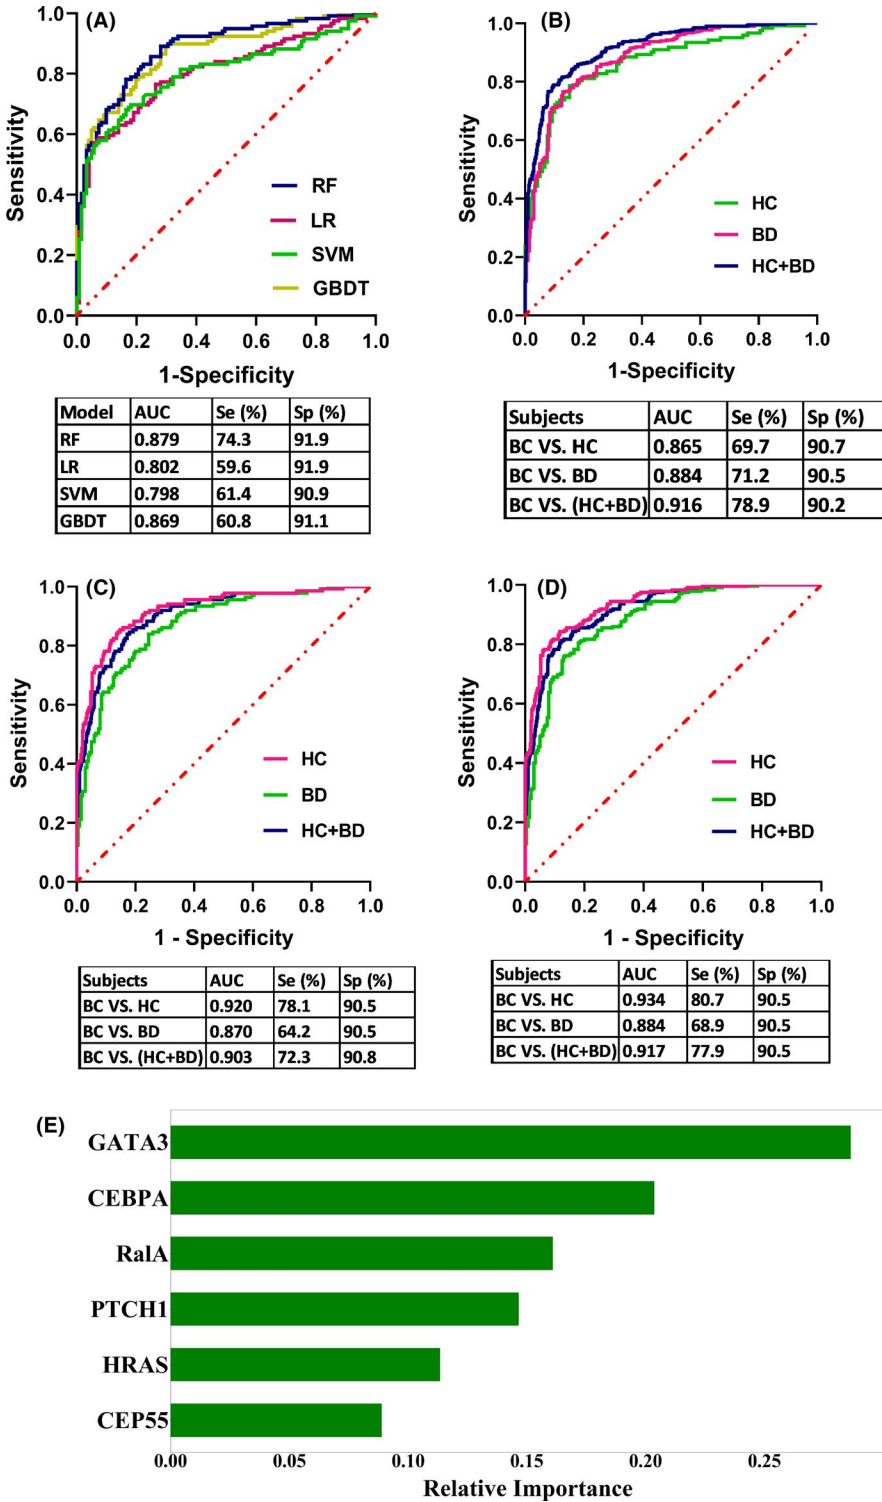 (A)
1.0
0.8
0.6
0.4
0.2
0.0
Sensitivity
RF
LR
SVM
GBDT
0.0 0.2 0.4 0.6 0.8 1.0
1-Specificity
Model AUC Se (%) Sp (%)
RF 0.879 74.3 91.9
LR 0.802 59.6 91.9
SVM 0.798 61.4 90.9
GBDT 0.869 60.8 91.1
(B)
1.0
0.8
0.6
0.4
0.2
0.0
Sensitivity
HC
BD
HC+BD
0.0 0.2 0.4 0.6 0.8 1.0
1-Specificity
Subjects AUC Se (%) Sp (%)
BC VS. HC 0.865 69.7 90.7
BC VS. BD 0.884 71.2 90.5
BC VS. (HC+BD) 0.916 78.9 90.2
(C)
1.0
0.8
0.6
0.4
0.2
0.0
Sensitivity
HC
BD
HC+BD
0.0 0.2 0.4 0.6 0.8 1.0
1 - Specificity
Subjects AUC Se (%) Sp (%)
BC VS. HC 0.920 78.1 90.5
BC VS. BD 0.870 64.2 90.5
BC VS. (HC+BD) 0.903 72.3 90.8
(D)
1.0
0.8
0.6
0.4
0.2
0.0
Sensitivity
HC
BD
HC+BD
0.0 0.2 0.4 0.6 0.8 1.0
1 - Specificity
Subjects AUC Se (%) Sp (%)
BC VS. HC 0.934 80.7 90.5
BC VS. BD 0.884 68.9 90.5
BC VS. (HC+BD) 0.917 77.9 90.5
(E)
GATA3
CEBPA
RalA
PTCH1
HRAS
CEP55
0.00 0.05 0.10 0.15 0.20 0.25
Relative Importance